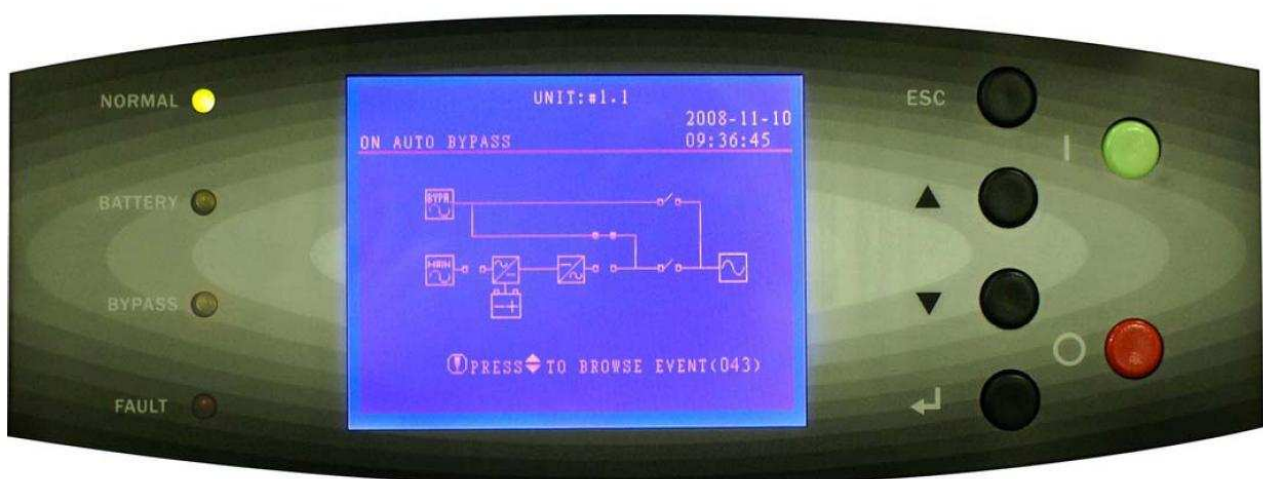 NORMAL
BATTERY
BYPASS
FAULT
UNIT:#1.1
2008-11-10
ON AUTO BYPASS 09:36:45
BYPA
MAIN
PRESS TO BROWSE EVENT(043)
ESC